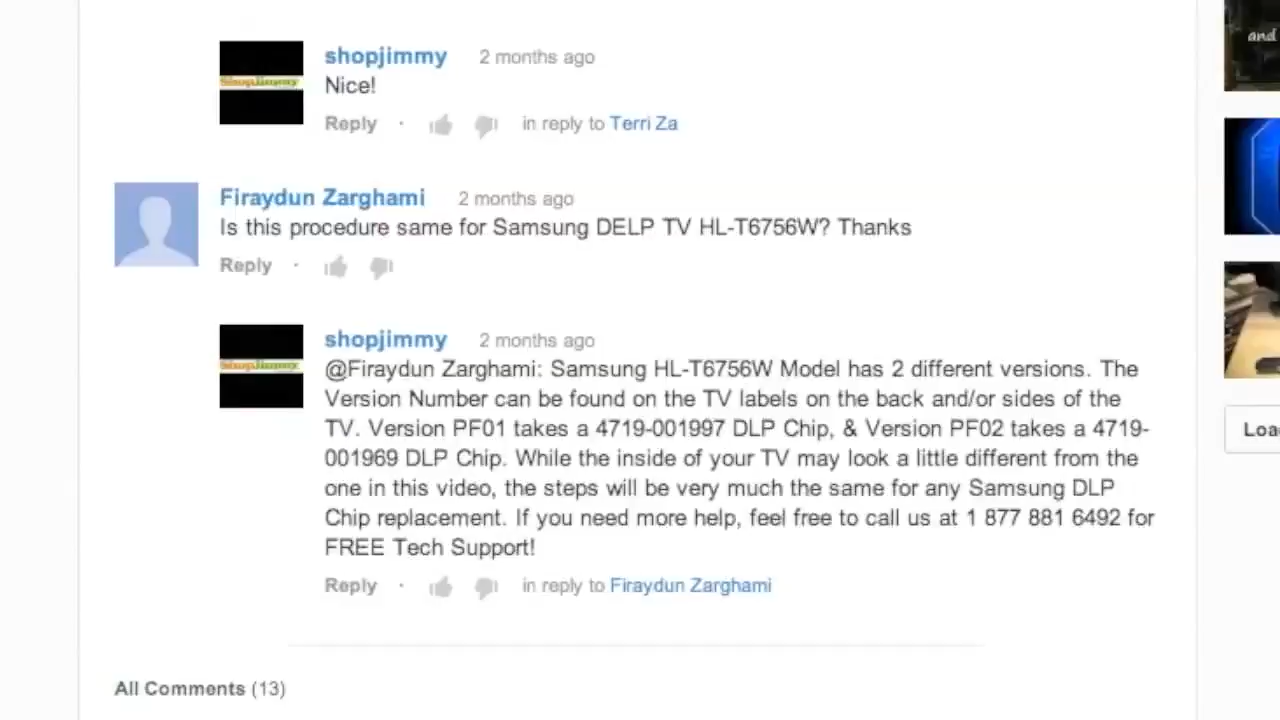 and
shopjimmy 2 months ago
ShopJimmy
Nice!
Reply · in reply to Terri Za
Firaydun Zarghami 2 months ago
Is this procedure same for Samsung DELP TV HL-T6756W? Thanks
Reply ·
shopjimmy 2 months ago
ShopJimmy
@Firaydun Zarghami: Samsung HL-T6756W Model has 2 different versions. The
Version Number can be found on the TV labels on the back and/or sides of the
TV. Version PF01 takes a 4719-001997 DLP Chip, & Version PF02 takes a 4719-
001969 DLP Chip. While the inside of your TV may look a little different from the
one in this video, the steps will be very much the same for any Samsung DLP
Chip replacement. If you need more help, feel free to call us at 1 877 881 6492 for
FREE Tech Support!
Loa
Reply · in reply to Firaydun Zarghami
All Comments (13)